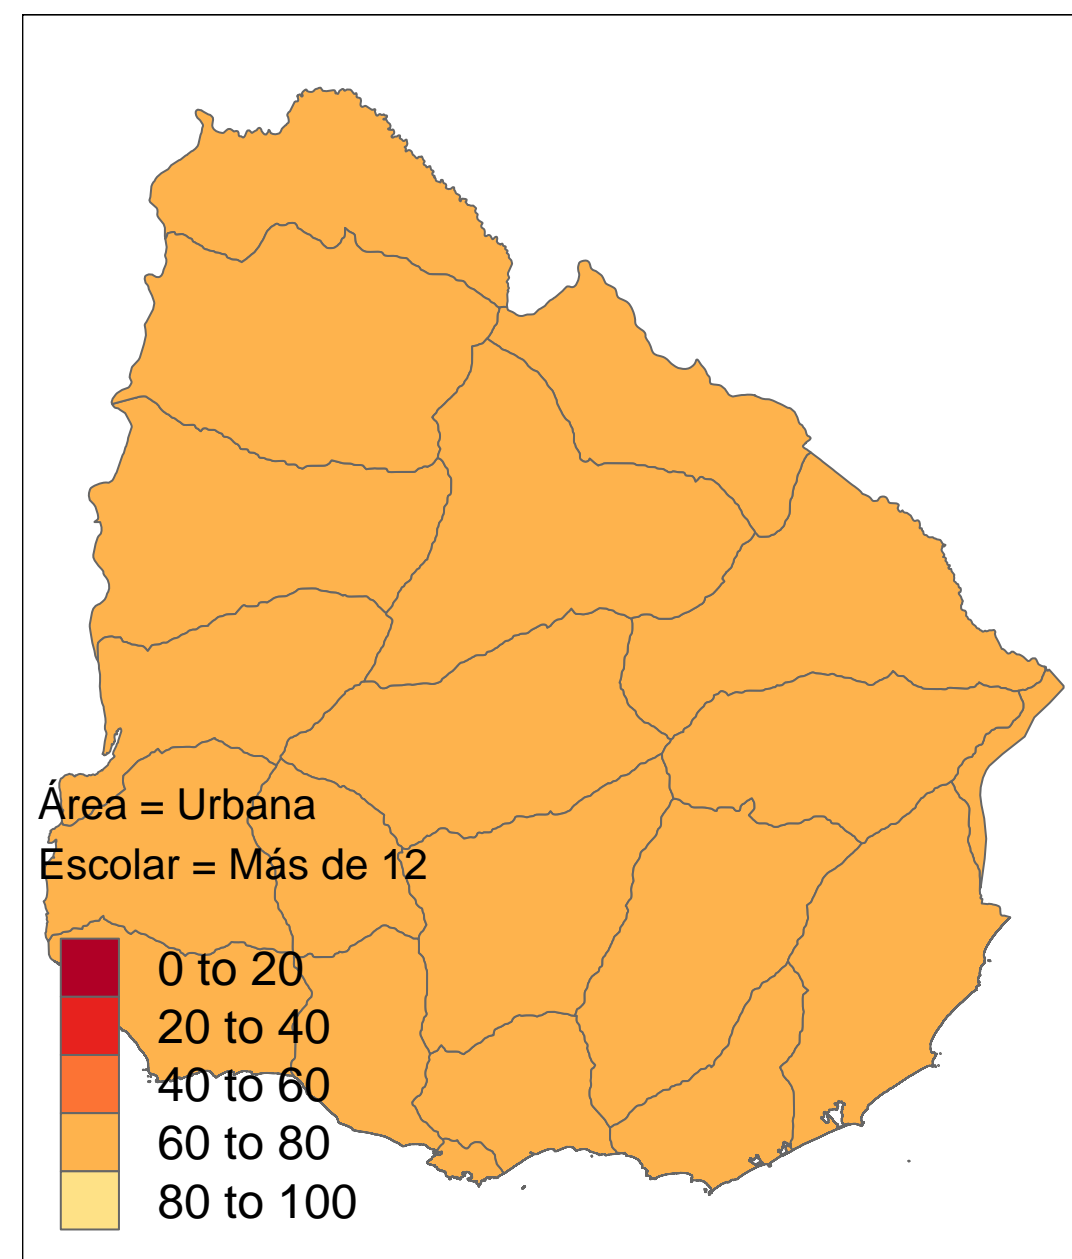 Área = Urbana
Escolar = Más de 12
0 to 20
20 to 40
40 to 60
60 to 80
80 to 100